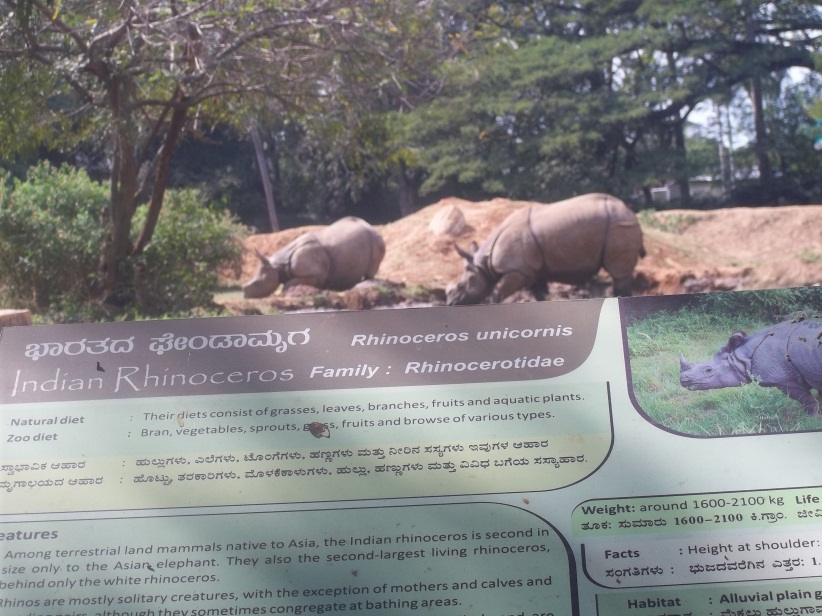 ಭಾರತದ ಘೇಂಡಾಮೃಗ Rhinoceros unicornis
Indian Rhinoceros Family : Rhinocerotidae
Natural diet : Their diets consist of grasses, leaves, branches, fruits and aquatic plants.
Zoo diet : Bran, vegetables, sprouts, fruits and browse of various types.
ಸ್ವಾಭಾವಿಕ ಆಹಾರ : ಹುಲ್ಲುಗಳು, ಎಲೆಗಳು, ಟೊಂಗೆಗಳು, ಹಣ್ಣುಗಳು ಮತ್ತು ನೀರಿನ ಸಸ್ಯಗಳು ಇವುಗಳ ಆಹಾರ
ಮೃಗಾಲಯದ ಆಹಾರ : ಹೊಟ್ಟು, ತರಕಾರಿಗಳು, ಮೊಳಕೆಕಾಳುಗಳು, ಹುಲ್ಲು, ಹಣ್ಣುಗಳು ಮತ್ತು ವಿವಿಧ ಬಗೆಯ ಸಸ್ಯಾಹಾರ.
eatures
Among terrestrial land mammals native to Asia, the Indian rhinoceros is second in
size only to the Asian elephant. They also the second-largest living rhinoceros,
behind only the white rhinoceros.
Rhinos are mostly solitary creatures, with the exception of mothers and calves and
pairs, although they sometimes congregate at bathing areas.
Weight: around 1600-2100 kg Life
ತೂಕ: ಸುಮಾರು 1600-2100 ಕಿ.ಗ್ರಾಂ.
Facts : Height at shoulder:
ಸಂಗತಿಗಳು : ಭುಜದವರೆಗಿನ ಎತ್ತರ: 1.
Habitat : Alluvial plain g